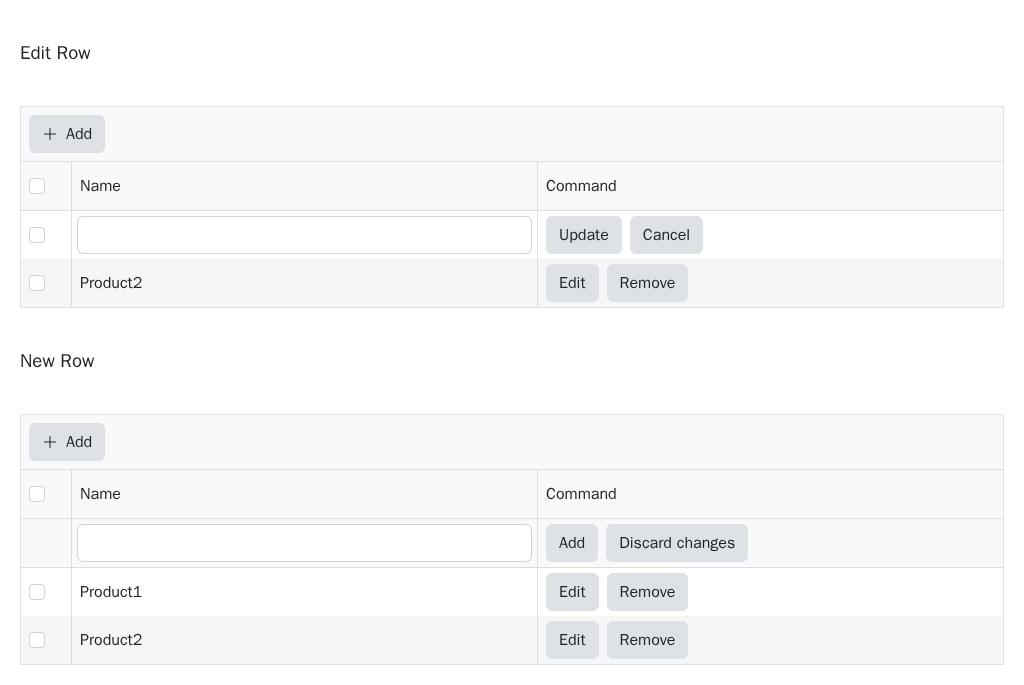 Edit Row
Add
Name Command
Update Cancel
Product2 Edit Remove
New Row
Add
Name Command
Add Discard changes
Product1 Edit Remove
Product2 Edit Remove